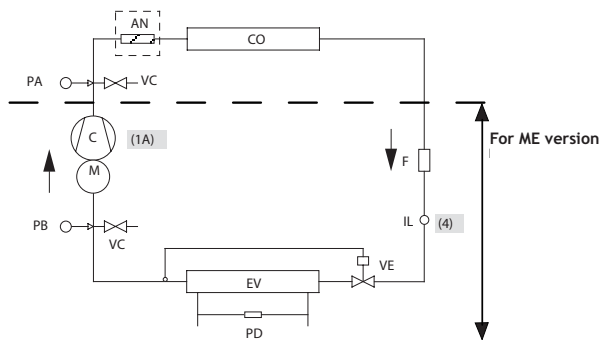 AN
CO
PA
VC
C
(1A)
For ME version
M
F
PB
VC
IL
(4)
VE
EV
PD